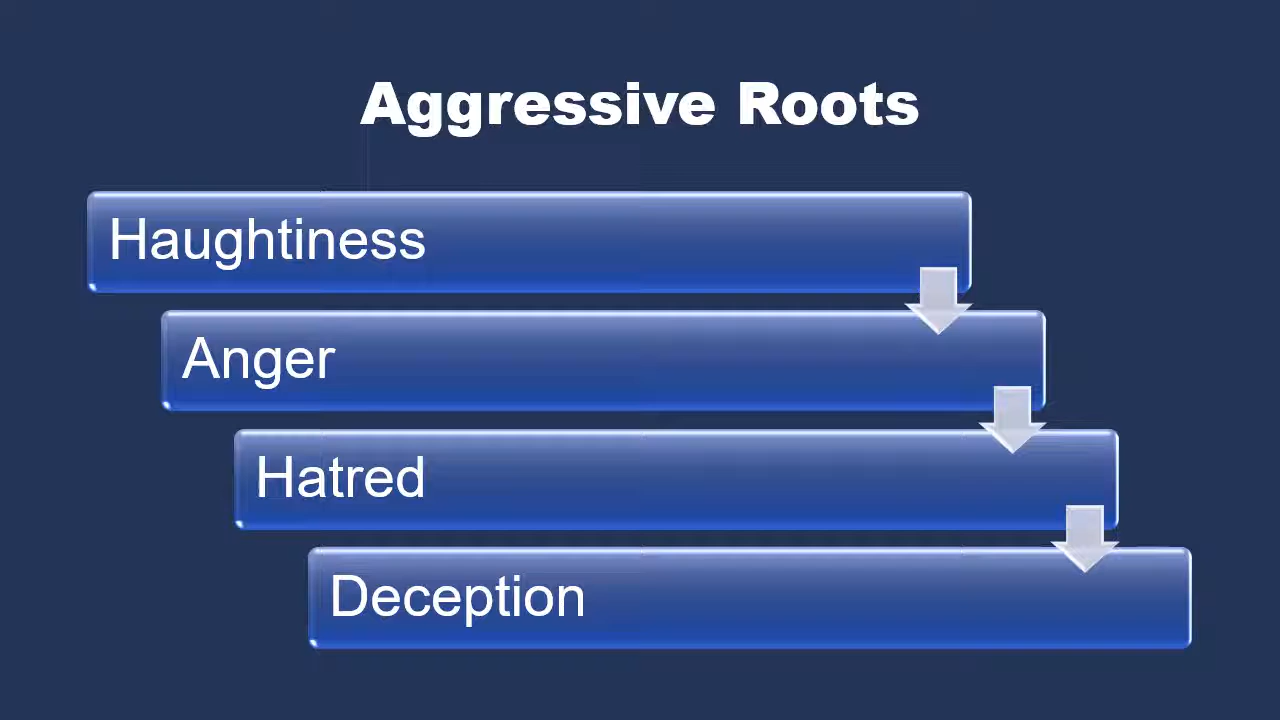 Aggressive Roots
Haughtiness
Anger
Hatred
Deception